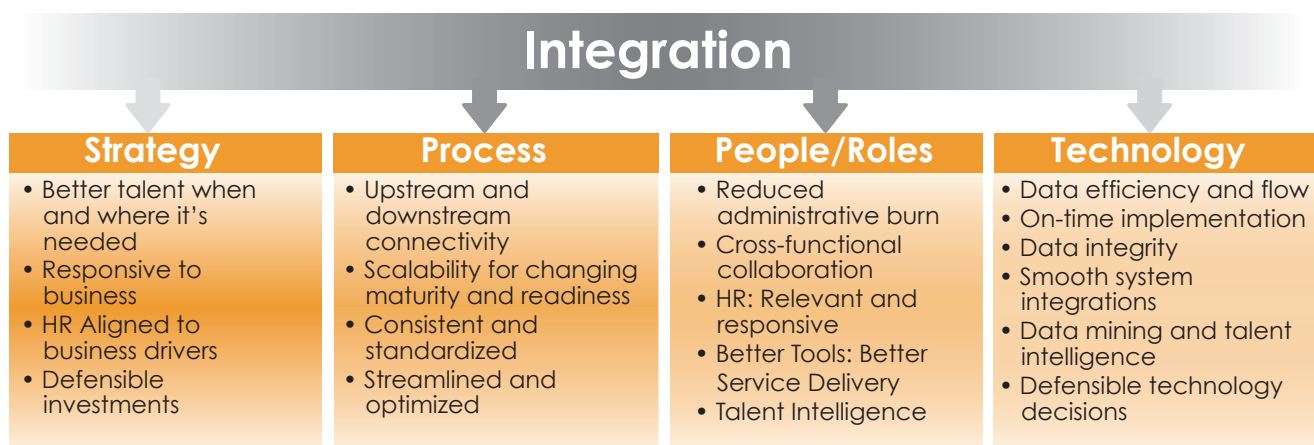 Integration
Strategy
• Better talent when
and where it's
needed
• Responsive to
business
• HR Aligned to
business drivers
• Defensible
investments
Process
• Upstream and
downstream
connectivity
• Scalability for changing
maturity and readiness
• Consistent and
standardized
• Streamlined and
optimized
People/Roles
• Reduced
administrative burn
• Cross-functional
collaboration
• HR: Relevant and
responsive
• Better Tools: Better
Service Delivery
• Talent Intelligence
Technology
• Data efficiency and flow
• On-time implementation
• Data integrity
• Smooth system
integrations
• Data mining and talent
intelligence
• Defensible technology
decisions